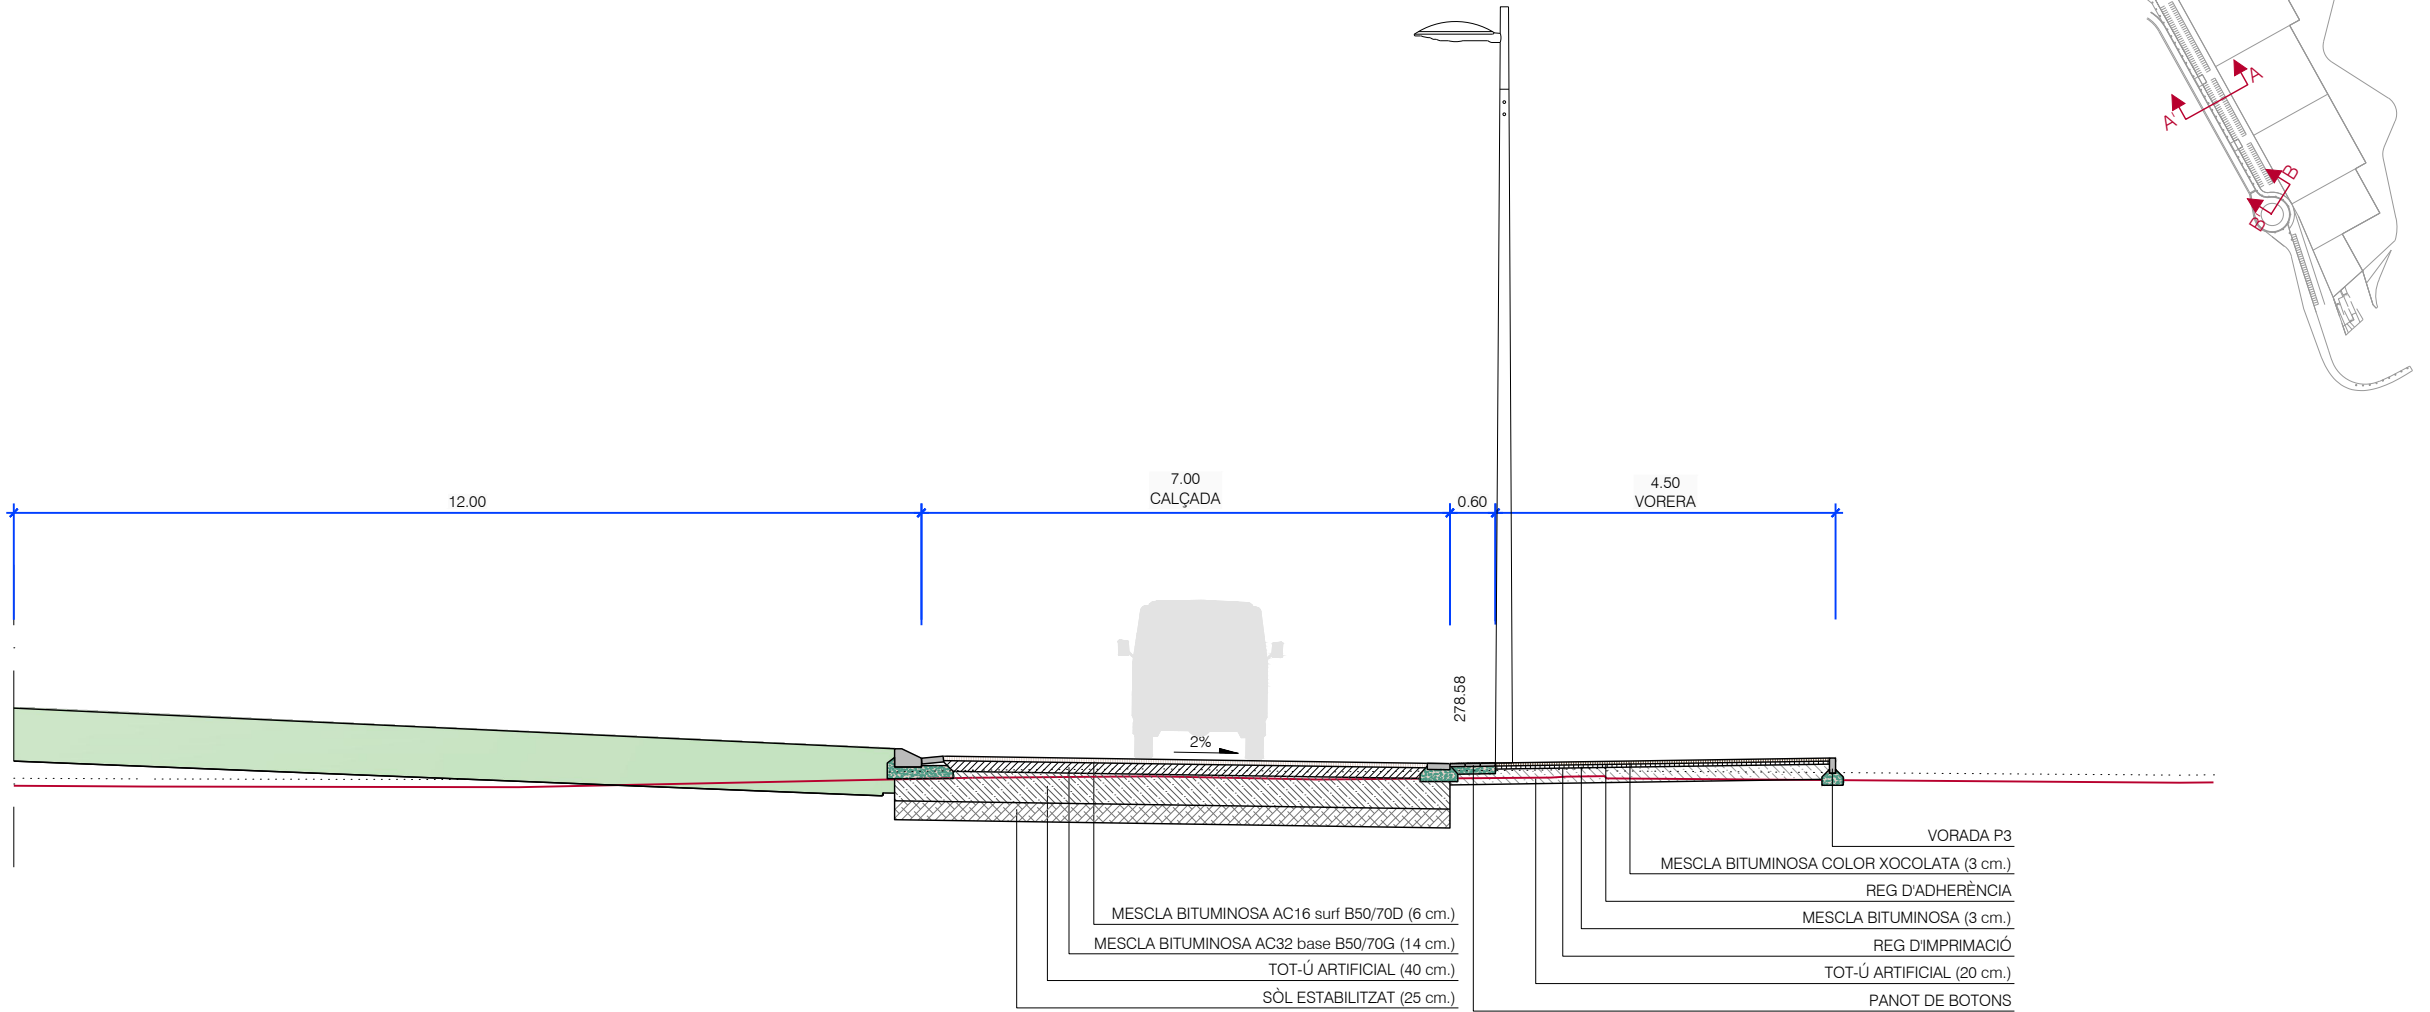 A
A'
B
B'
7.00
CALÇADA
12.00
0.60
4.50
VORERA
278.58
2%
VORADA P3
MESCLA BITUMINOSA COLOR XOCOLATA (3 cm.)
REG D'ADHERÈNCIA
MESCLA BITUMINOSA (3 cm.)
REG D'IMPRIMACIÓ
TOT-Ú ARTIFICIAL (20 cm.)
PANOT DE BOTONS
MESCLA BITUMINOSA AC16 surf B50/70D (6 cm.)
MESCLA BITUMINOSA AC32 base B50/70G (14 cm.)
TOT-Ú ARTIFICIAL (40 cm.)
SÒL ESTABILITZAT (25 cm.)